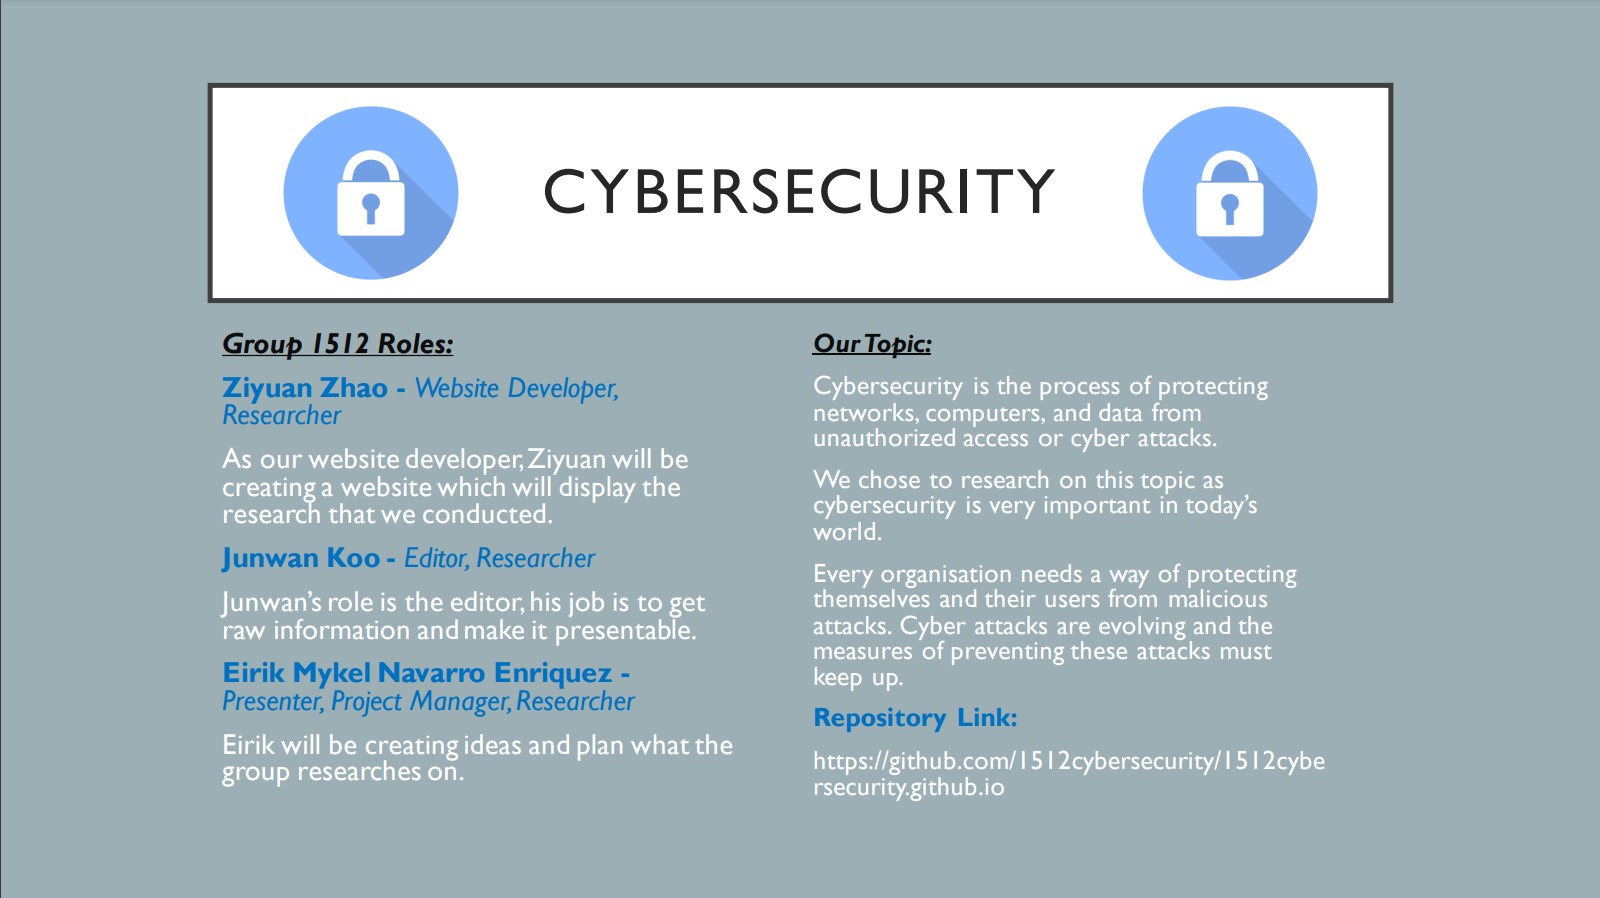 CYBERSECURITY
Group 1512 Roles:
Ziyuan Zhao - Website Developer,
Researcher
As our website developer, Ziyuan will be
creating a website which will display the
research that we conducted.
Junwan Koo - Editor, Researcher
Junwan’s role is the editor, his job is to get
raw information and make it presentable.
Eirik Mykel Navarro Enriquez -
Presenter, Project Manager, Researcher
Eirik will be creating ideas and plan what the
group researches on.
Our Topic:
Cybersecurity is the process of protecting
networks, computers, and data from
unauthorized access or cyber attacks.
We chose to research on this topic as
cybersecurity is very important in today’s
world.
Every organisation needs a way of protecting
themselves and their users from malicious
attacks. Cyber attacks are evolving and the
measures of preventing these attacks must
keep up.
Repository Link:
https://github.com/1512cybersecurity/1512cybe
rsecurity.github.io